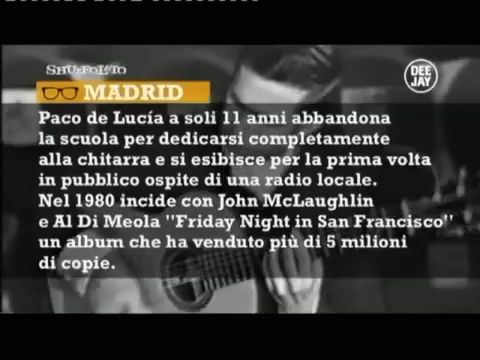 SHUFFOLATO
DEE
JAY
MADRID
Paco de Lucía a soli 11 anni abbandona
la scuola per dedicarsi completamente
alla chitarra e si esibisce per la prima volta
in pubblico ospite di una radio locale.
Nel 1980 incide con John McLaughlin
e Al Di Meola "Friday Night in San Francisco"
un album che ha venduto più di 5 milioni
di copie.